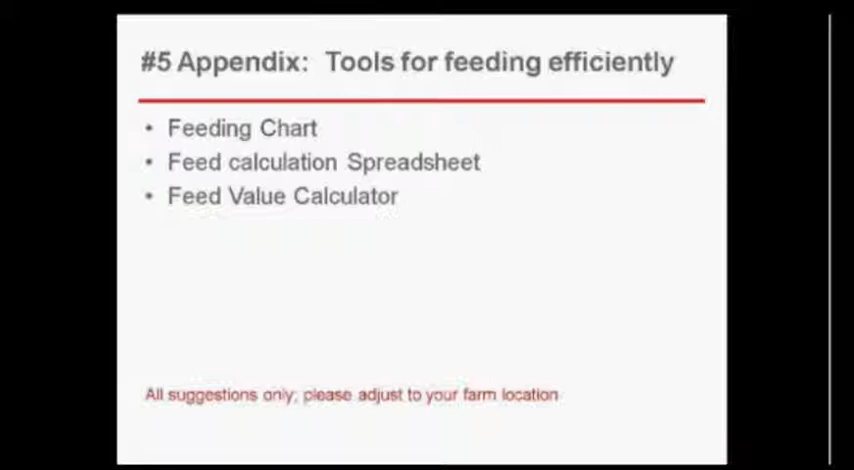 #5 Appendix: Tools for feeding efficiently
• Feeding Chart
• Feed calculation Spreadsheet
• Feed Value Calculator
All suggestions only; please adjust to your farm location